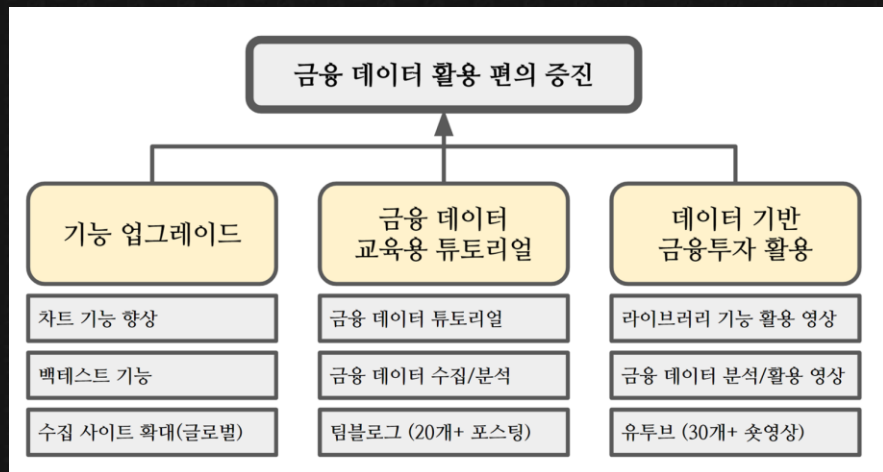 금융 데이터 활용 편의 증진
기능 업그레이드
차트 기능 향상
백테스트 기능
수집 사이트 확대(글로벌)
금융 데이터
교육용 튜토리얼
금융 데이터 튜토리얼
금융 데이터 수집/분석
팀블로그 (20개+ 포스팅)
데이터 기반
금융투자 활용
라이브러리 기능 활용 영상
금융 데이터 분석/활용 영상
유투브 (30개+ 숏영상)